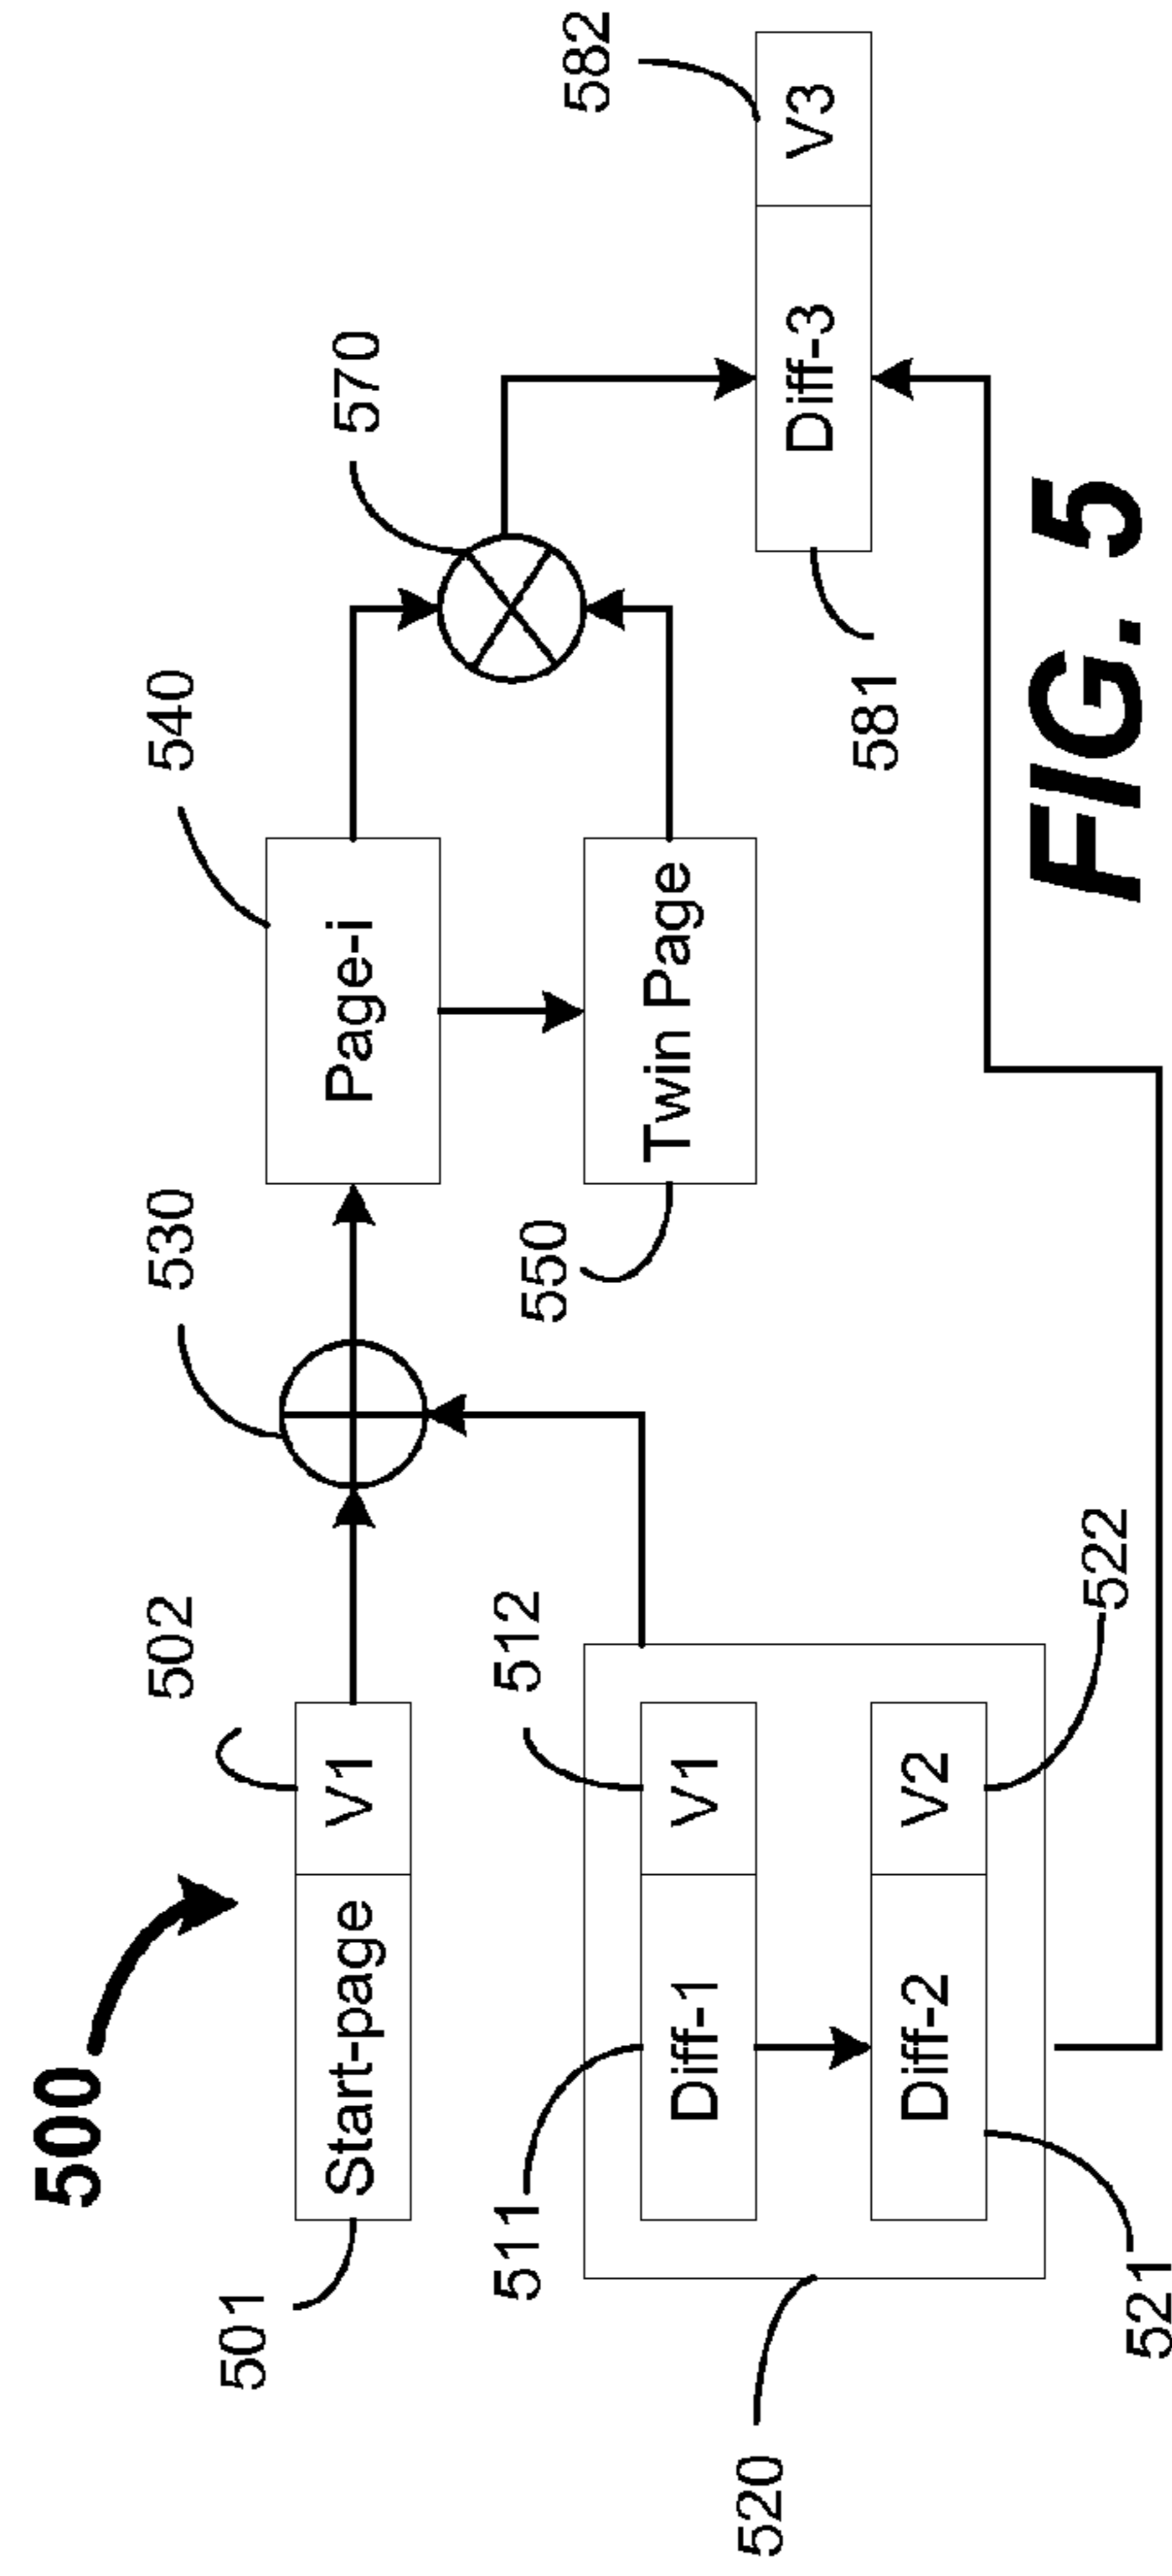 500
502
530
540
570
582
501
Start-page V1
Page-i
512
550
511
Diff-1 V1
Twin Page
Diff-3 V3
520
Diff-2 V2
581
521
522
FIG. 5